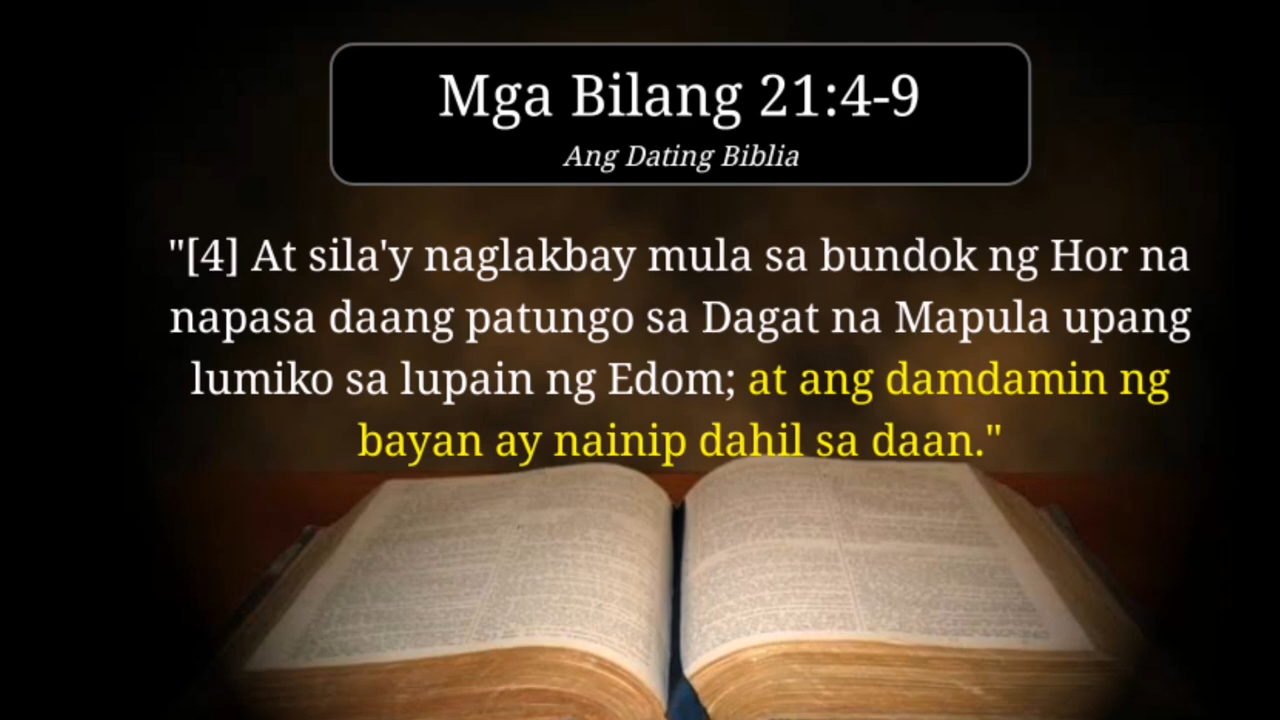 Mga Bilang 21:4-9
Ang Dating Biblia
"[4] At sila'y naglakbay mula sa bundok ng Hor na
napasa daang patungo sa Dagat na Mapula upang
lumiko sa lupain ng Edom; at ang damdamin ng
bayan ay nainip dahil sa daan."